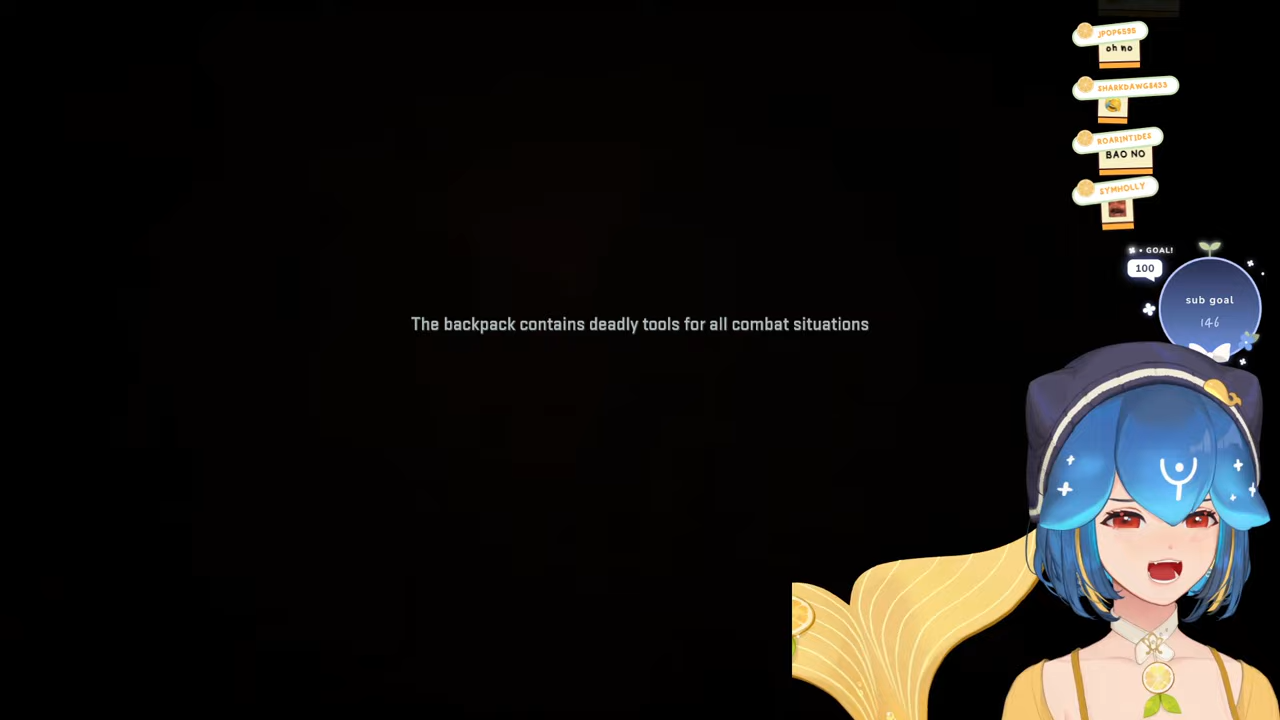 JPOP6595
oh no
SHARKDAWG8453
ROARINTIDES
BAO NO
SYMHOLLY
• GOAL!
100
sub goal
146
The backpack contains deadly tools for all combat situations